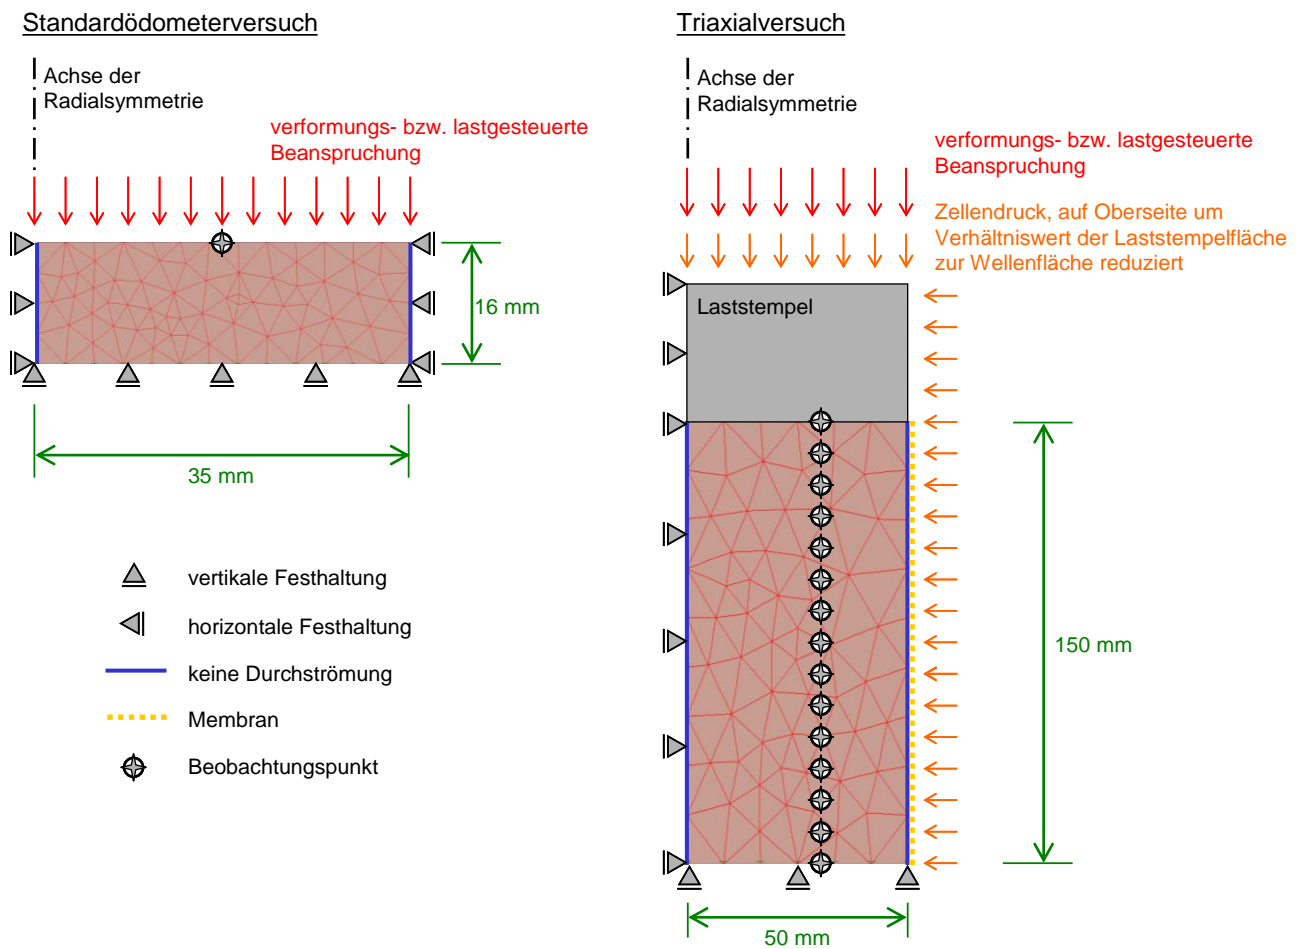 Standardödometerversuch
Achse der
Radialsymmetrie
verformungs- bzw. lastgesteuerte
Beanspruchung
16 mm
35 mm
vertikale Festhaltung
horizontale Festhaltung
keine Durchströmung
Membran
Beobachtungspunkt
Triaxialversuch
Achse der
Radialsymmetrie
verformungs- bzw. lastgesteuerte
Beanspruchung
Zellendruck, auf Oberseite um
Verhältniswert der Laststempelfläche
zur Wellenfläche reduziert
Laststempel
150 mm
50 mm